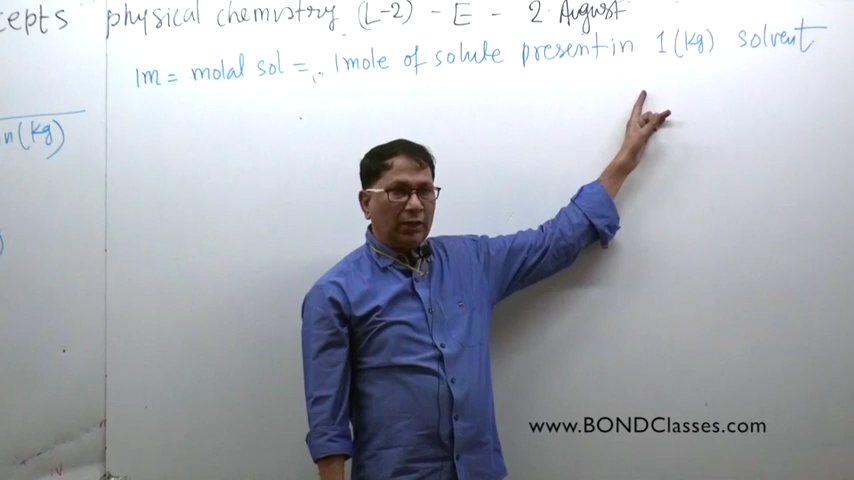 cepts physical chemistry (L-2) - E - 2 August
1m = molal sol = 1mole of solute present in 1 (kg) solvent
n(kg)
www.BONDClasses.com